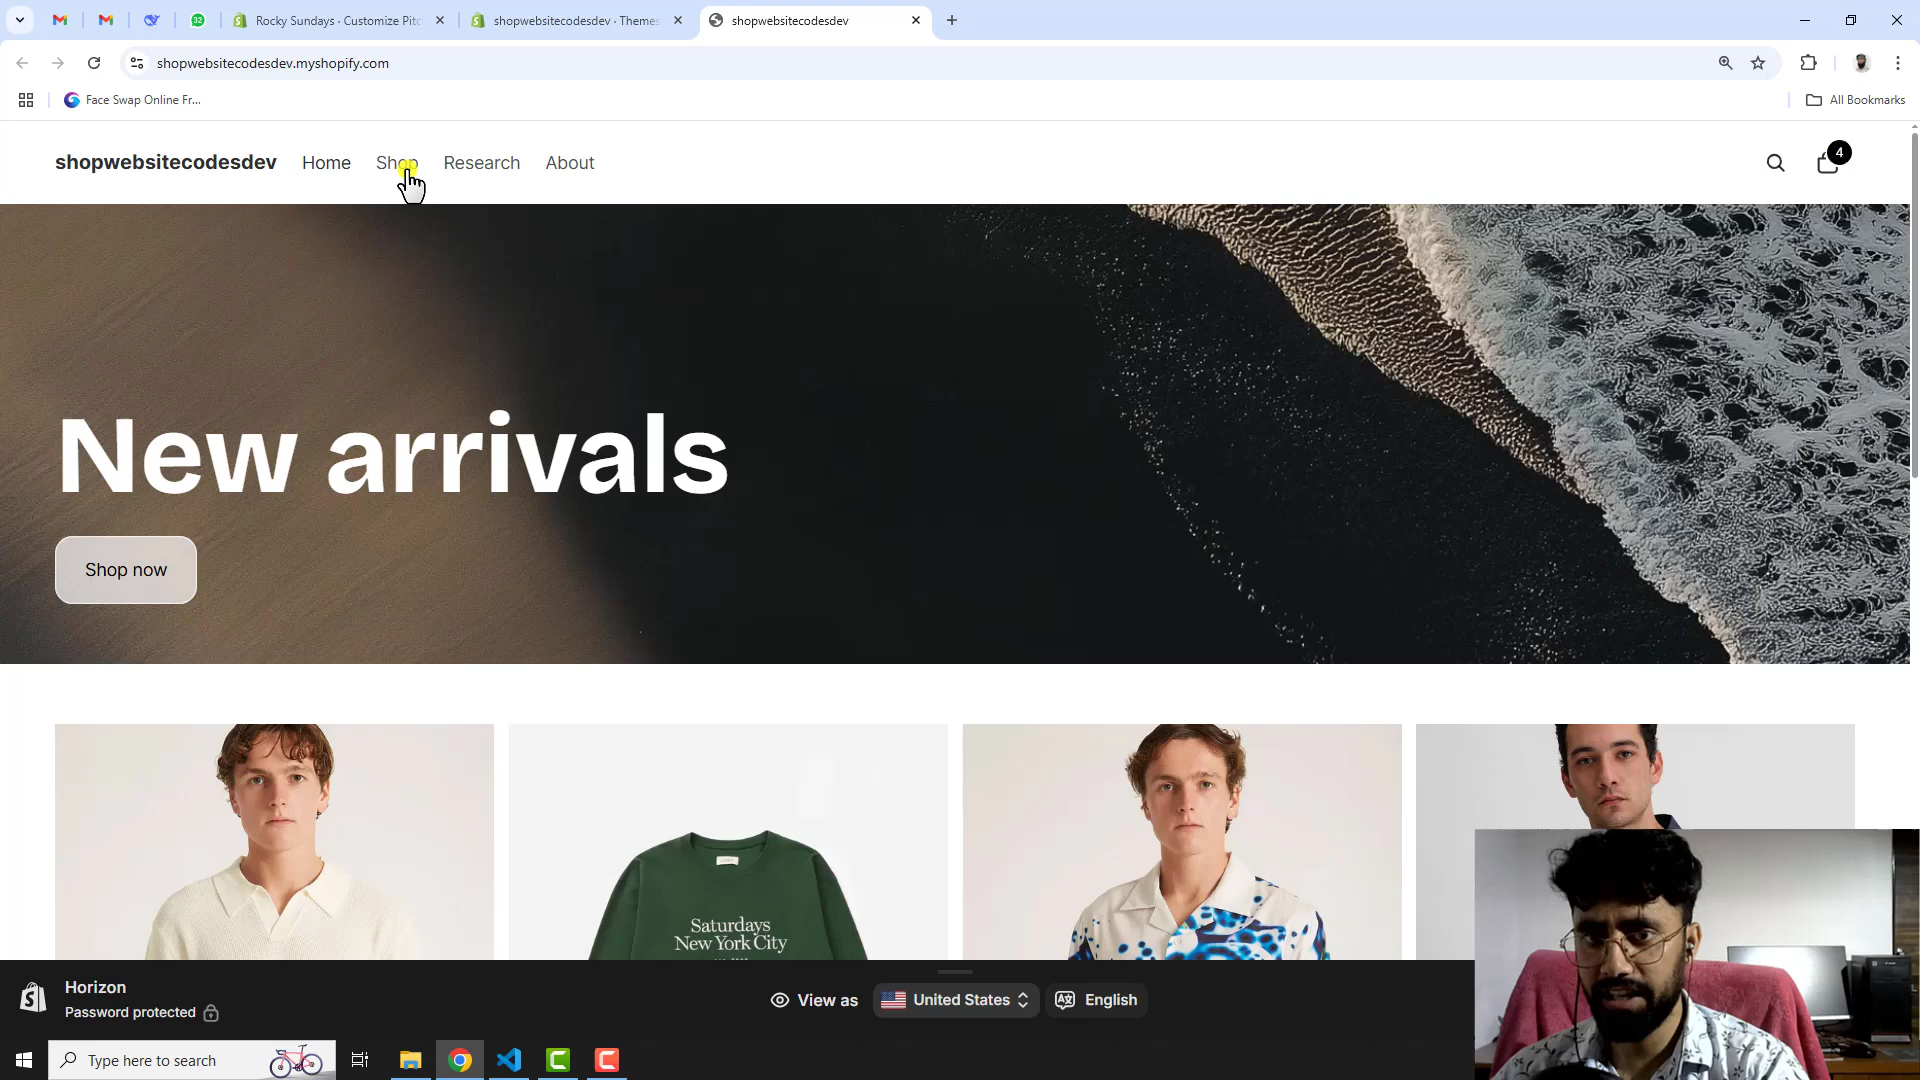 32
Rocky Sundays · Customize Pitc
shopwebsitecodesdev · Themes
shopwebsitecodesdev
shopwebsitecodesdev.myshopify.com
Face Swap Online Fr...
All Bookmarks
shopwebsitecodesdev
Home
Shop
Research
About
4
New arrivals
Shop now
Saturdays
New York City
Horizon
Password protected
View as
United States
English
Type here to search